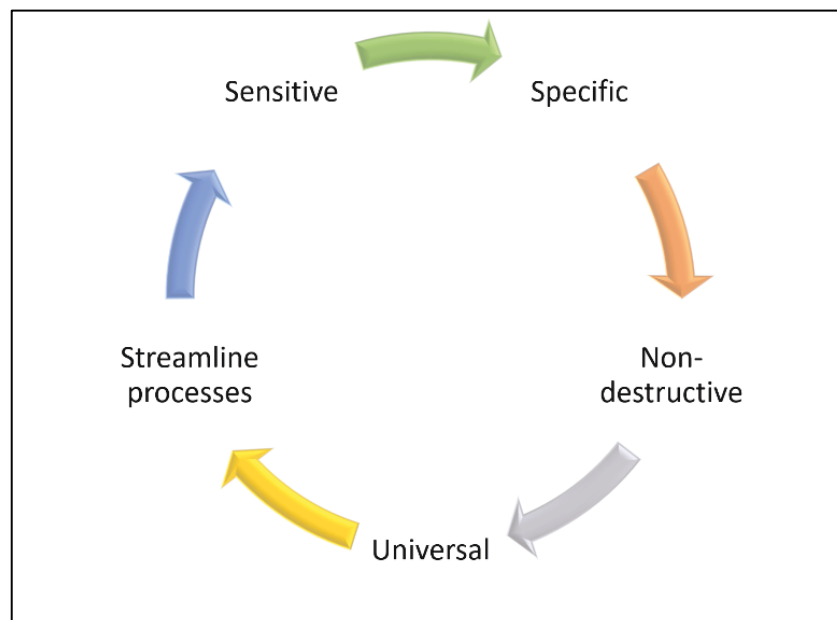 Sensitive
Specific
Non-
destructive
Universal
Streamline
processes